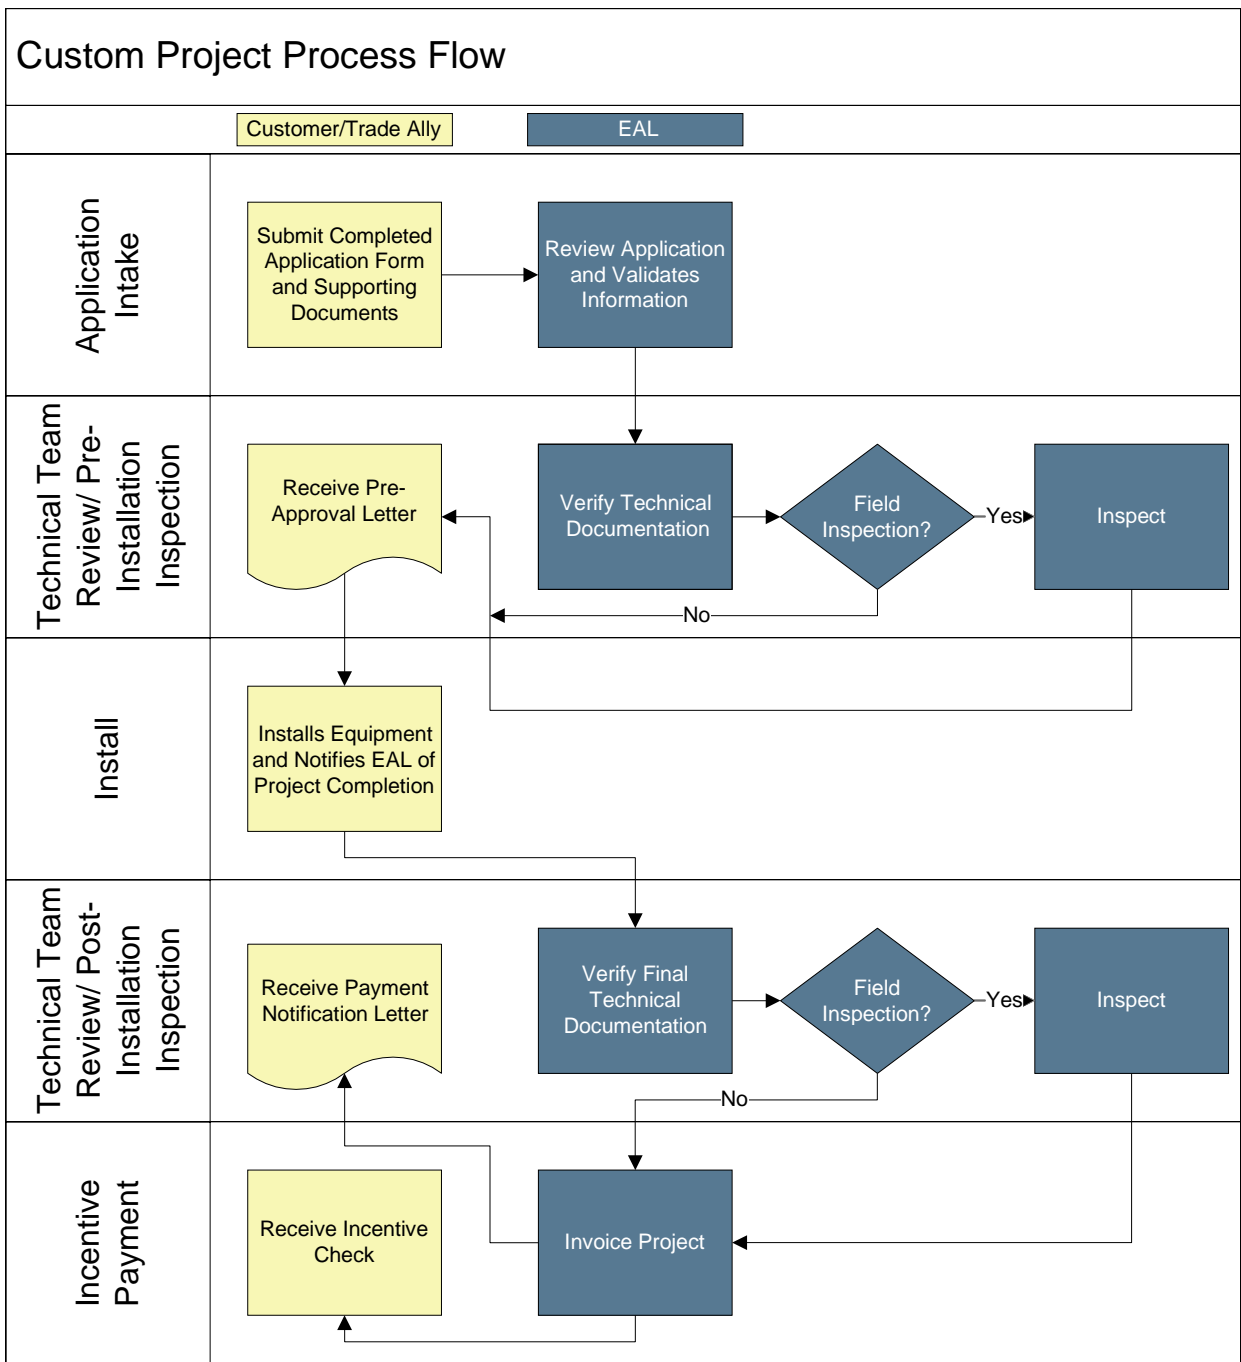 Custom Project Process Flow
Customer/Trade Ally
EAL
Application
Intake
Submit Completed
Application Form
and Supporting
Documents
Review Application
and Validates
Information
Technical Team
Review/ Pre-
Installation
Inspection
Receive Pre-
Approval Letter
Verify Technical
Documentation
Field
Inspection?
Yes
Inspect
No
Install
Installs Equipment
and Notifies EAL of
Project Completion
Technical Team
Review/ Post-
Installation
Inspection
Receive Payment
Notification Letter
Verify Final
Technical
Documentation
Field
Inspection?
Yes
Inspect
No
Incentive
Payment
Receive Incentive
Check
Invoice Project